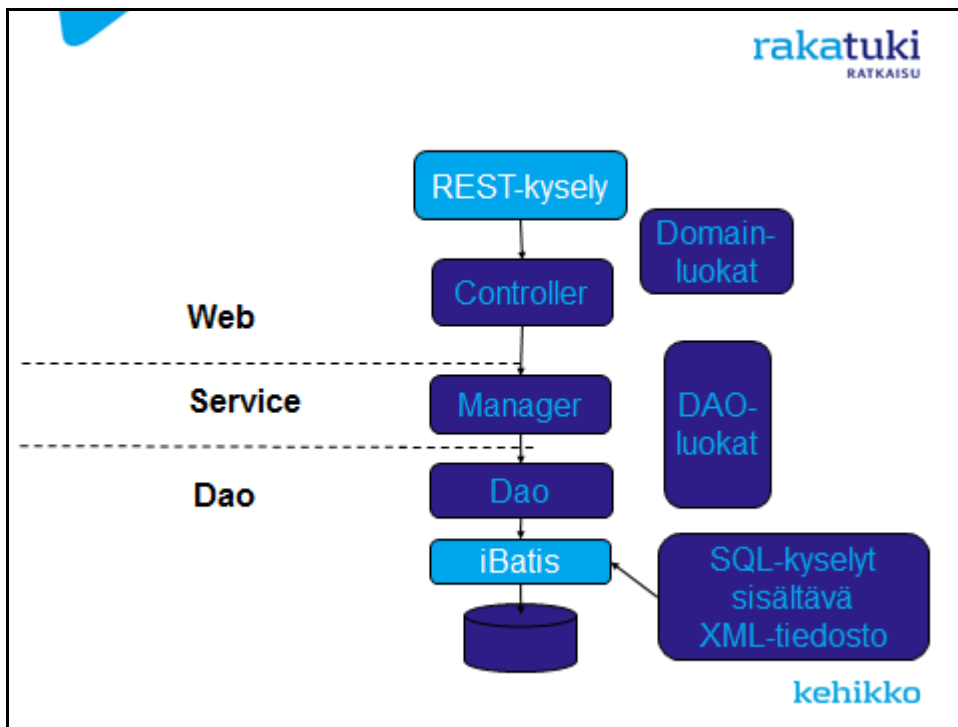 rakatuki
RATKAISU
REST-kysely
Domain-
luokat
Controller
Web
Service
Manager
DAO-
luokat
Dao
Dao
iBatis
SQL-kyselyt
sisältävä
XML-tiedosto
kehikko